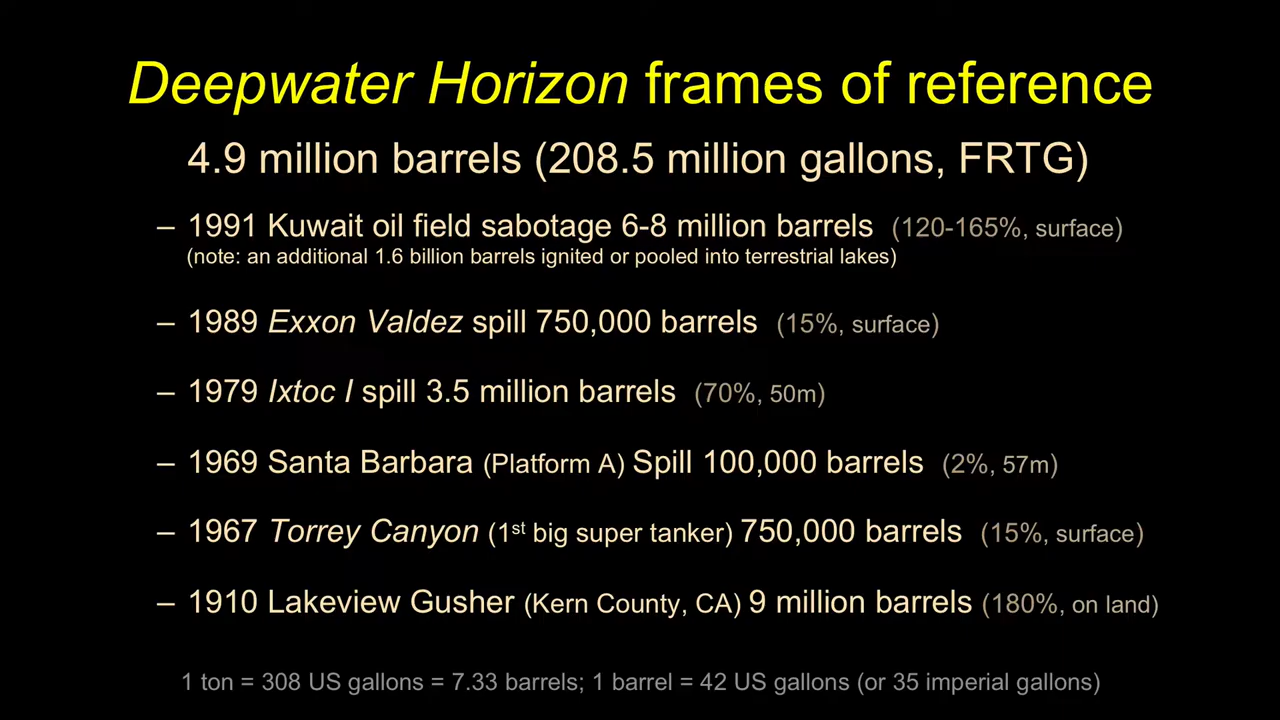 Deepwater Horizon frames of reference
4.9 million barrels (208.5 million gallons, FRTG)
– 1991 Kuwait oil field sabotage 6-8 million barrels (120-165%, surface)
(note: an additional 1.6 billion barrels ignited or pooled into terrestrial lakes)
– 1989 Exxon Valdez spill 750,000 barrels (15%, surface)
– 1979 Ixtoc I spill 3.5 million barrels (70%, 50m)
– 1969 Santa Barbara (Platform A) Spill 100,000 barrels (2%, 57m)
– 1967 Torrey Canyon (1st big super tanker) 750,000 barrels (15%, surface)
– 1910 Lakeview Gusher (Kern County, CA) 9 million barrels (180%, on land)
1 ton = 308 US gallons = 7.33 barrels; 1 barrel = 42 US gallons (or 35 imperial gallons)